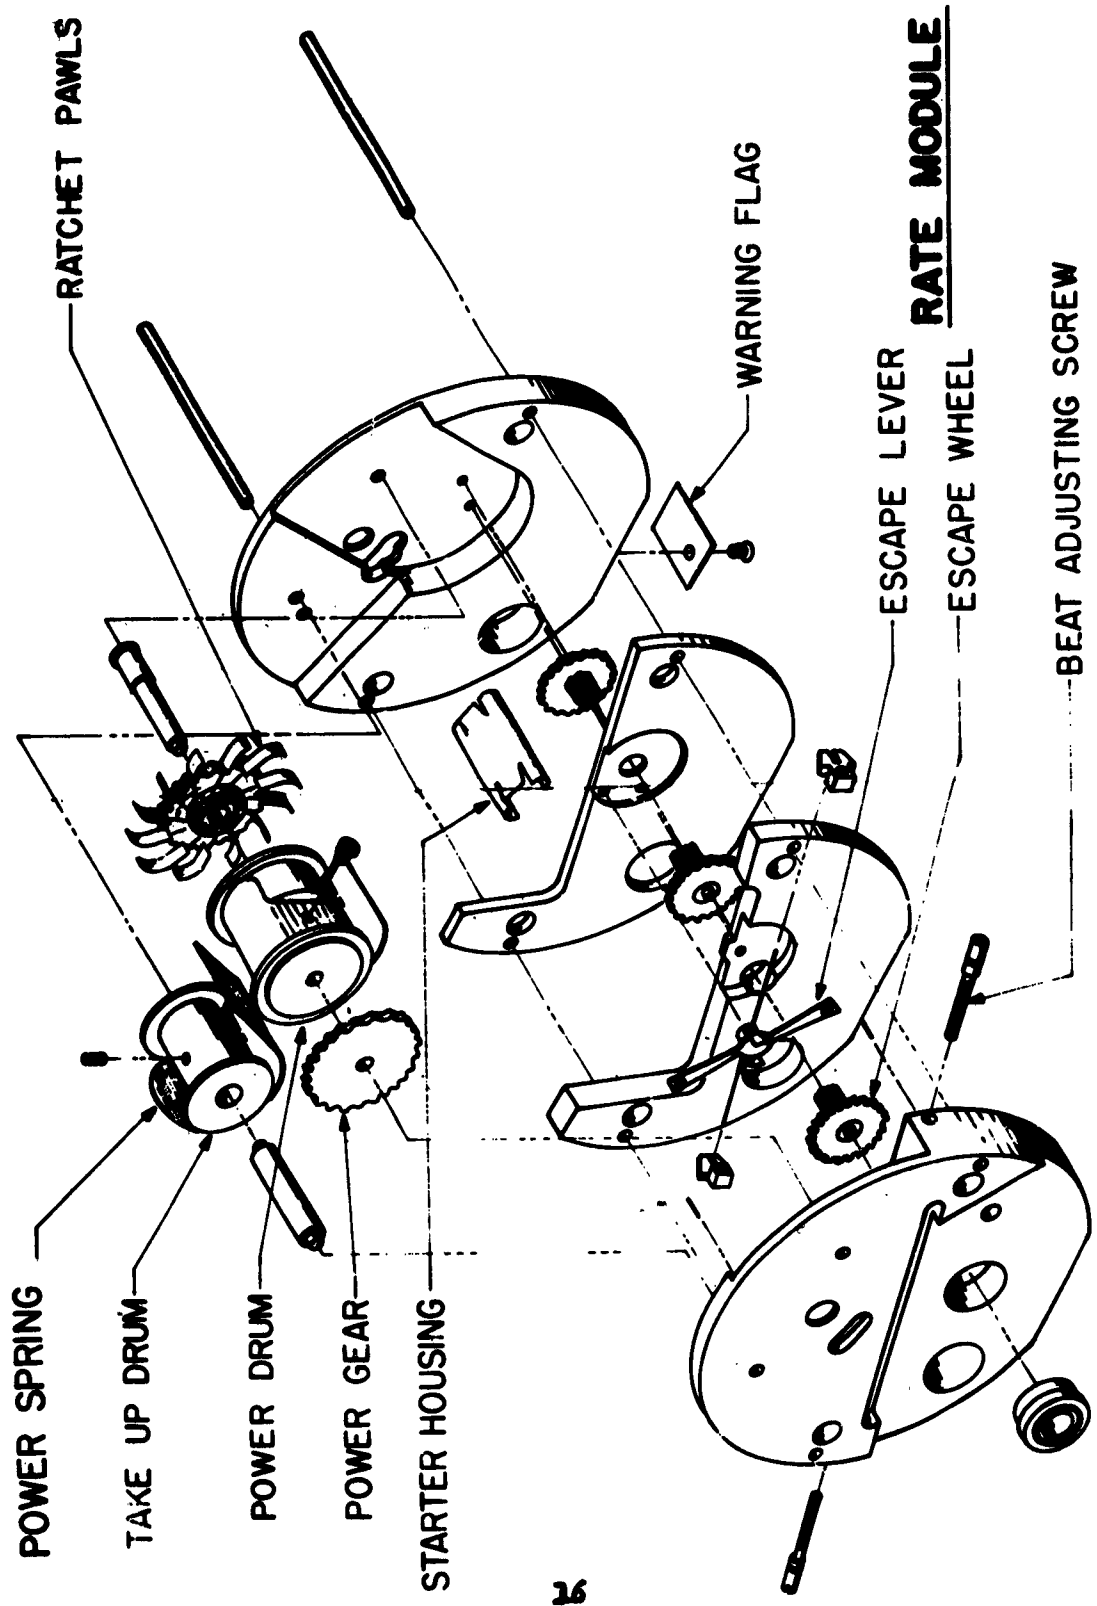 POWER SPRING
TAKE UP DRUM
POWER DRUM
POWER GEAR
STARTER HOUSING
RATCHET PAWLS
WARNING FLAG
ESCAPE LEVER
ESCAPE WHEEL
BEAT ADJUSTING SCREW
RATE MODULE
26